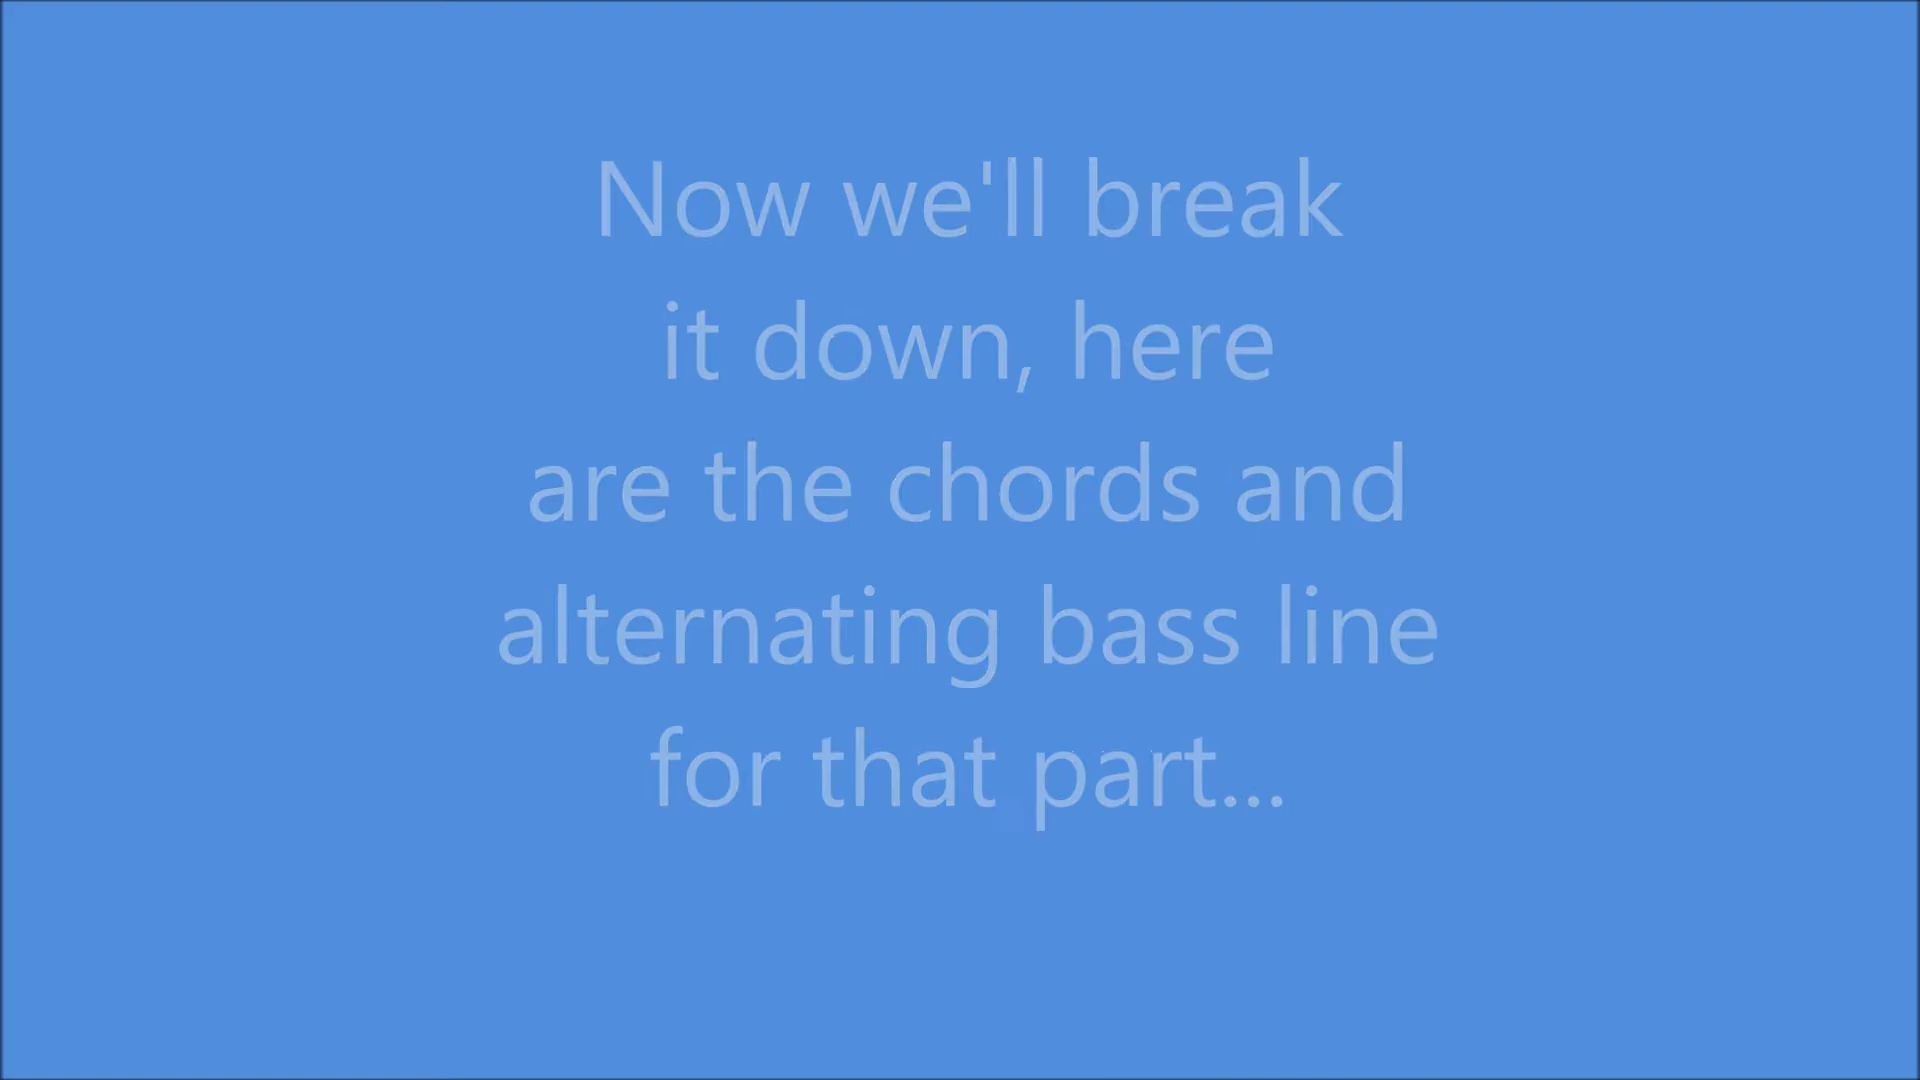 Now we'll break
it down, here
are the chords and
alternating bass line
for that part...